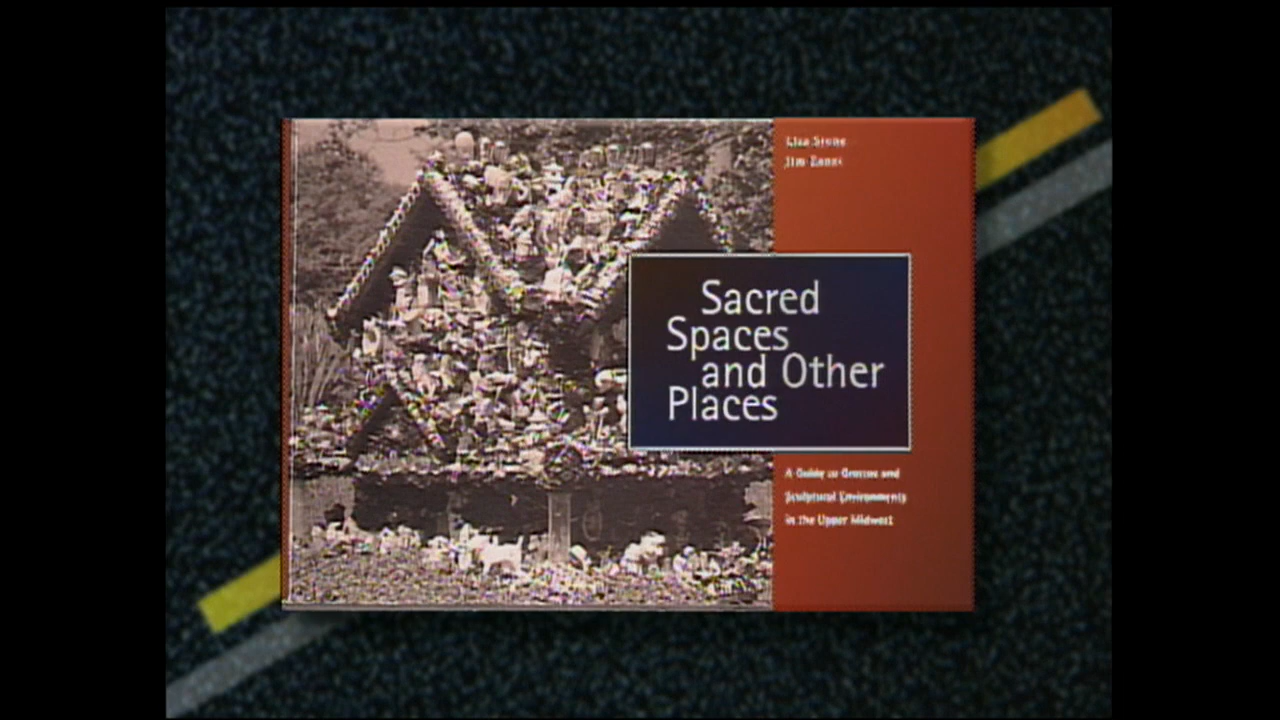 Lisa Stone
Jim Zanzi
Sacred
Spaces
and Other
Places
A Guide to Grottos and
Sculptural Environments
in the Upper Midwest